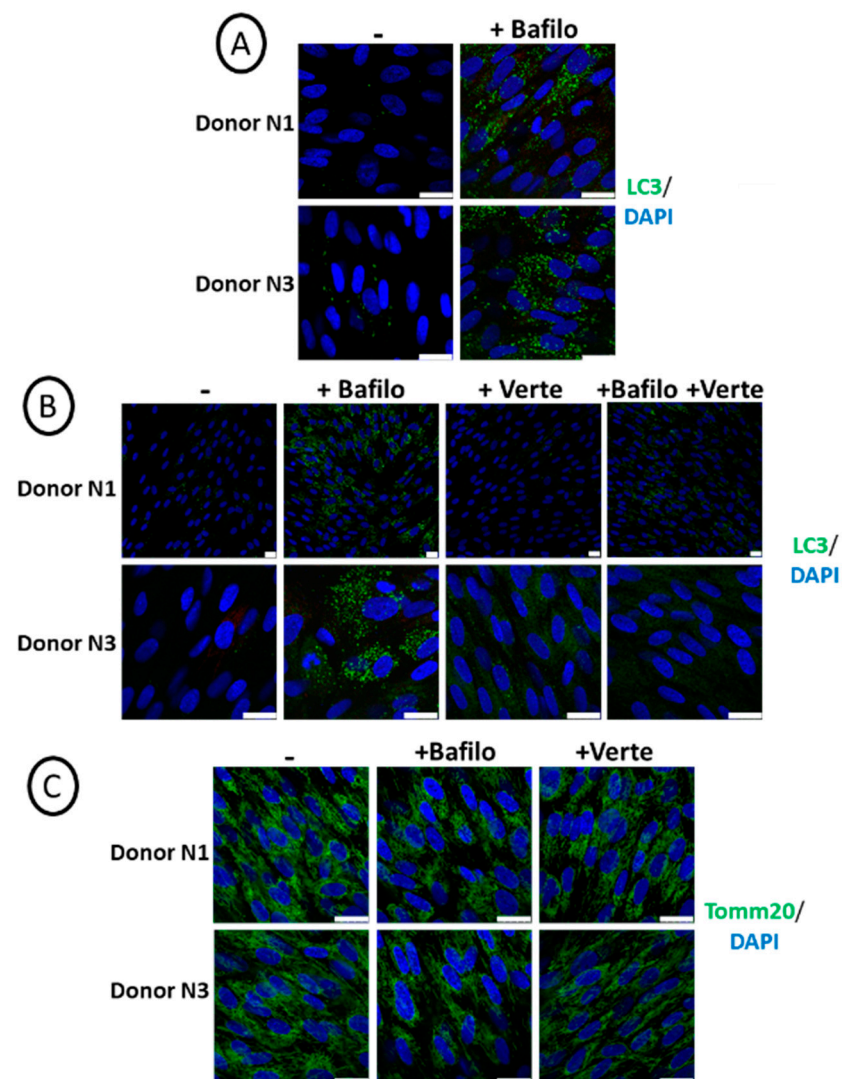 A
- + Bafilo
Donor N1
Donor N3
LC3/
DAPI
B
- + Bafilo + Verte +Bafilo +Verte
Donor N1
Donor N3
LC3/
DAPI
C
- +Bafilo +Verte
Donor N1
Donor N3
Tomm20/
DAPI